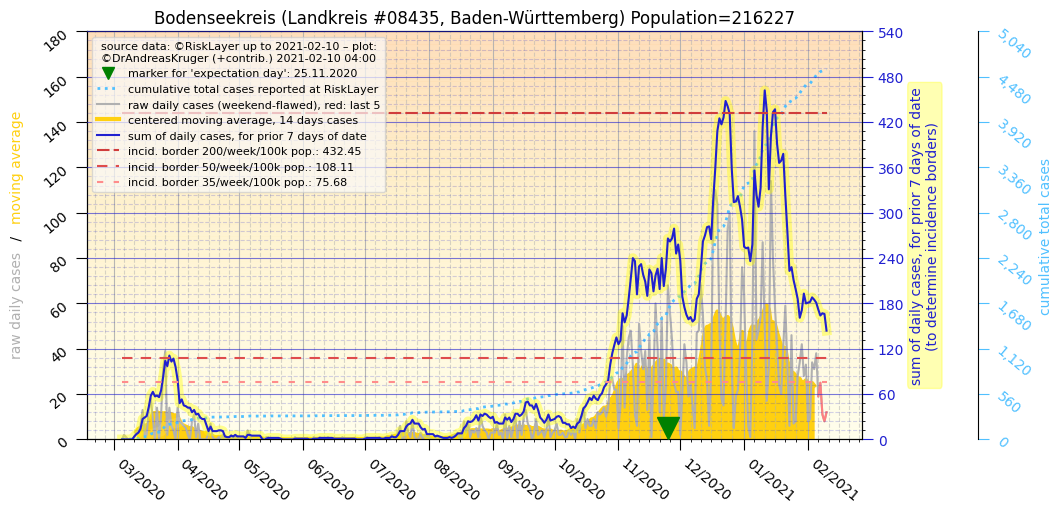 Bodenseekreis (Landkreis #08435, Baden-Württemberg) Population=216227
source data: ©RiskLayer up to 2021-02-10 – plot:
©DrAndreasKruger (+contrib.) 2021-02-10 04:00
marker for 'expectation day': 25.11.2020
cumulative total cases reported at RiskLayer
raw daily cases (weekend-flawed), red: last 5
centered moving average, 14 days cases
sum of daily cases, for prior 7 days of date
incid. border 200/week/100k pop.: 432.45
incid. border 50/week/100k pop.: 108.11
incid. border 35/week/100k pop.: 75.68
raw daily cases / moving average
180
160
140
120
100
80
60
40
20
0
03/2020
04/2020
05/2020
06/2020
07/2020
08/2020
09/2020
10/2020
11/2020
12/2020
01/2021
02/2021
540
480
420
360
300
240
180
120
60
0
sum of daily cases, for prior 7 days of date
(to determine incidence borders)
5,040
4,480
3,920
3,360
2,800
2,240
1,680
1,120
560
0
cumulative total cases